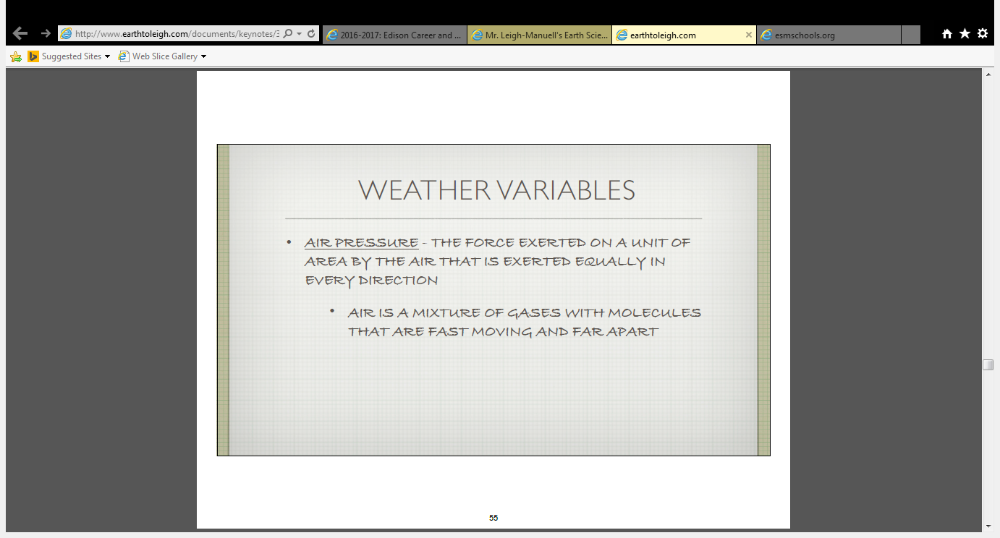 http://www.earthtoleigh.com/documents/keynotes/3
2016-2017: Edison Career and ...
Mr. Leigh-Manuell's Earth Scie...
earthtoleigh.com
esmschools.org
Suggested Sites
Web Slice Gallery
WEATHER VARIABLES
• AIR PRESSURE - THE FORCE EXERTED ON A UNIT OF
AREA BY THE AIR THAT IS EXERTED EQUALLY IN
EVERY DIRECTION
• AIR IS A MIXTURE OF GASES WITH MOLECULES
THAT ARE FAST MOVING AND FAR APART
55